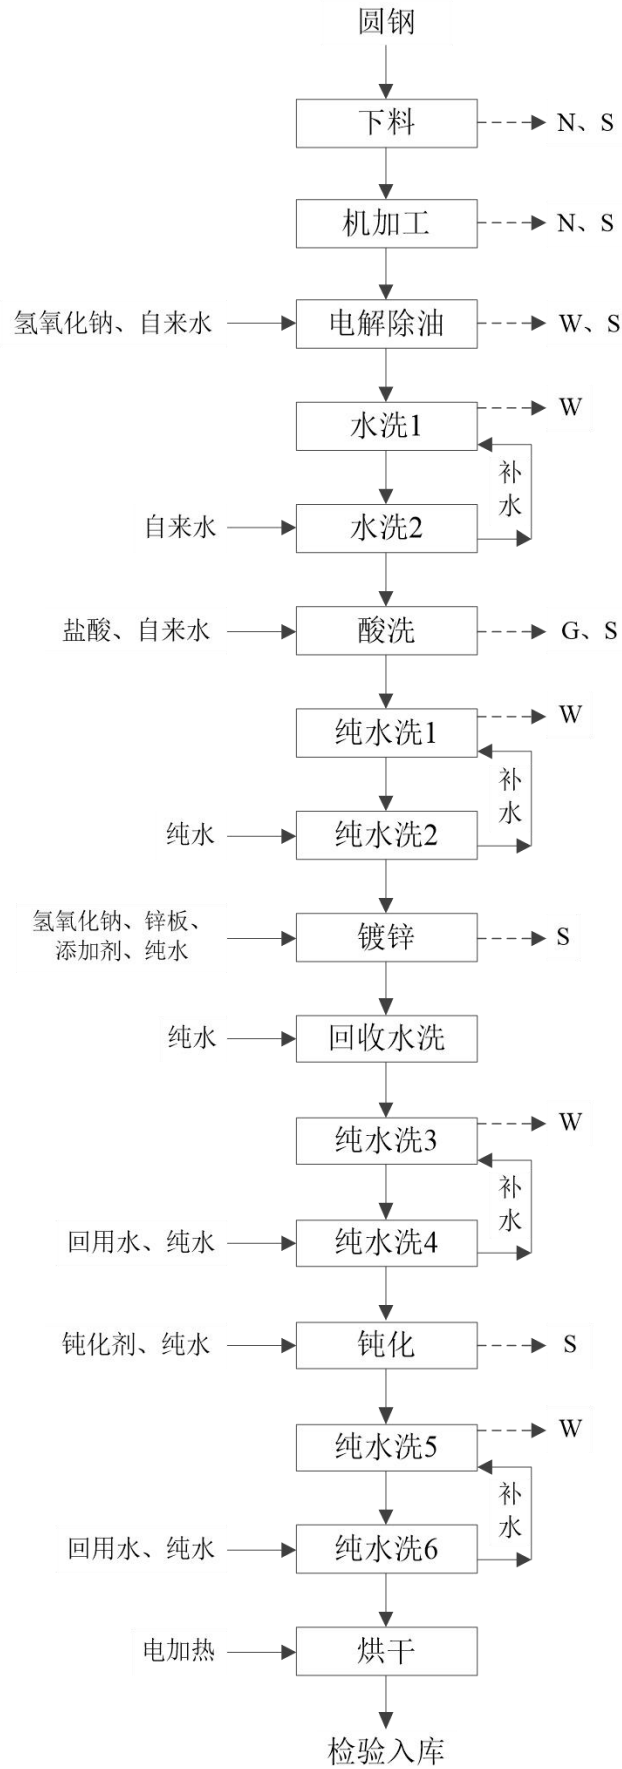 圆钢
下料
N、S
机加工
N、S
氢氧化钠、自来水
电解除油
W、S
水洗1
W
补
水
自来水
水洗2
盐酸、自来水
酸洗
G、S
纯水洗1
W
补
水
纯水
纯水洗2
氢氧化钠、锌板、
添加剂、纯水
镀锌
S
纯水
回收水洗
纯水洗3
W
补
水
回用水、纯水
纯水洗4
钝化剂、纯水
钝化
S
纯水洗5
W
补
水
回用水、纯水
纯水洗6
电加热
烘干
检验入库